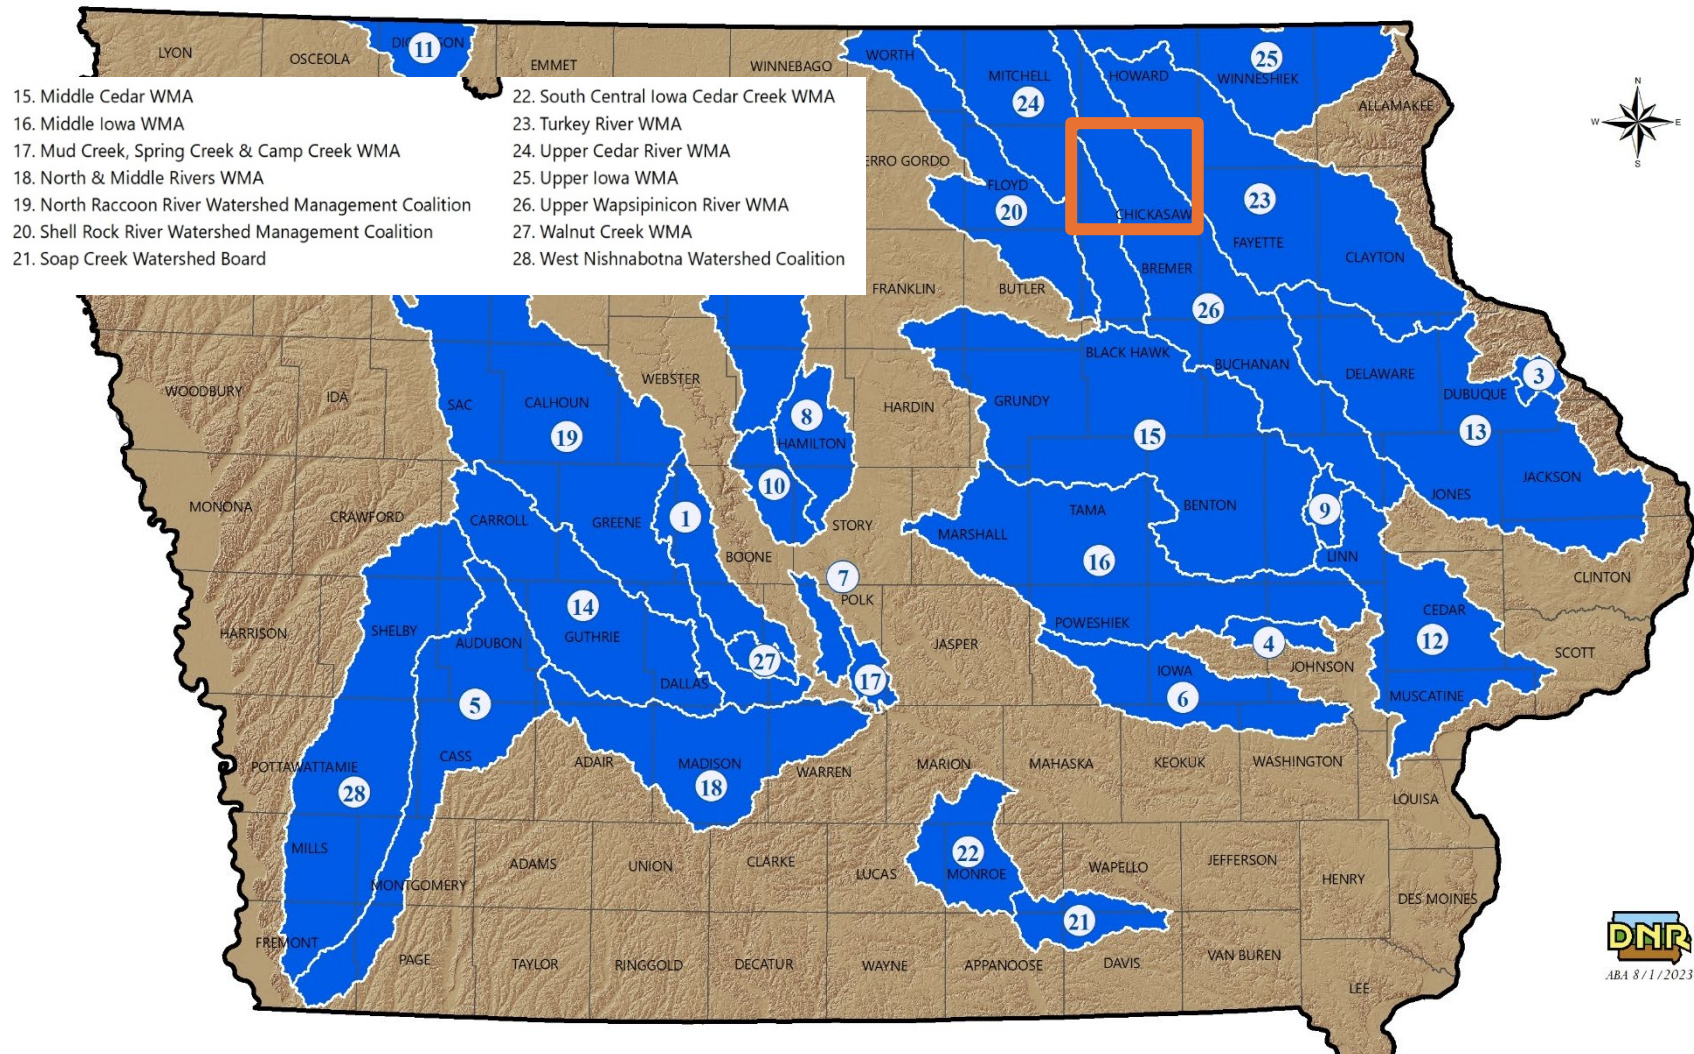 LYON
OSCEOLA
DICKINSON
11
EMMET
WINNEBAGO
WORTH
MITCHELL
24
HOWARD
WINNESHIEK
25
ALLAMAKEE
N
W
E
S
15. Middle Cedar WMA
16. Middle Iowa WMA
17. Mud Creek, Spring Creek & Camp Creek WMA
18. North & Middle Rivers WMA
19. North Raccoon River Watershed Management Coalition
20. Shell Rock River Watershed Management Coalition
21. Soap Creek Watershed Board
22. South Central Iowa Cedar Creek WMA
23. Turkey River WMA
24. Upper Cedar River WMA
25. Upper Iowa WMA
26. Upper Wapsipinicon River WMA
27. Walnut Creek WMA
28. West Nishnabotna Watershed Coalition
ERRO GORDO
FLOYD
20
CHICKASAW
23
FAYETTE
CLAYTON
FRANKLIN
BUTLER
BREMER
26
WOODBURY
IDA
SAC
CALHOUN
19
WEBSTER
8
HAMILTON
HARDIN
GRUNDY
BLACK HAWK
BUCHANAN
DELAWARE
DUBUQUE
3
15
13
MONONA
CRAWFORD
CARROLL
GREENE
1
10
BOONE
STORY
MARSHALL
TAMA
BENTON
9
LINN
JONES
JACKSON
7
16
CLINTON
HARRISON
SHELBY
AUDUBON
14
GUTHRIE
DALLAS
27
POLK
17
JASPER
POWESHIEK
IOWA
6
4
JOHNSON
CEDAR
12
SCOTT
MUSCATINE
5
POTTAWATTAMIE
28
CASS
ADAIR
MADISON
18
WARREN
MARION
MAHASKA
KEOKUK
WASHINGTON
LOUISA
MILLS
MONTGOMERY
ADAMS
UNION
CLARKE
LUCAS
22
MONROE
WAPELLO
JEFFERSON
HENRY
DES MOINES
FREMONT
PAGE
TAYLOR
RINGGOLD
DECATUR
WAYNE
APPANOOSE
21
DAVIS
VAN BUREN
LEE
DNR
ABA 8/1/2023